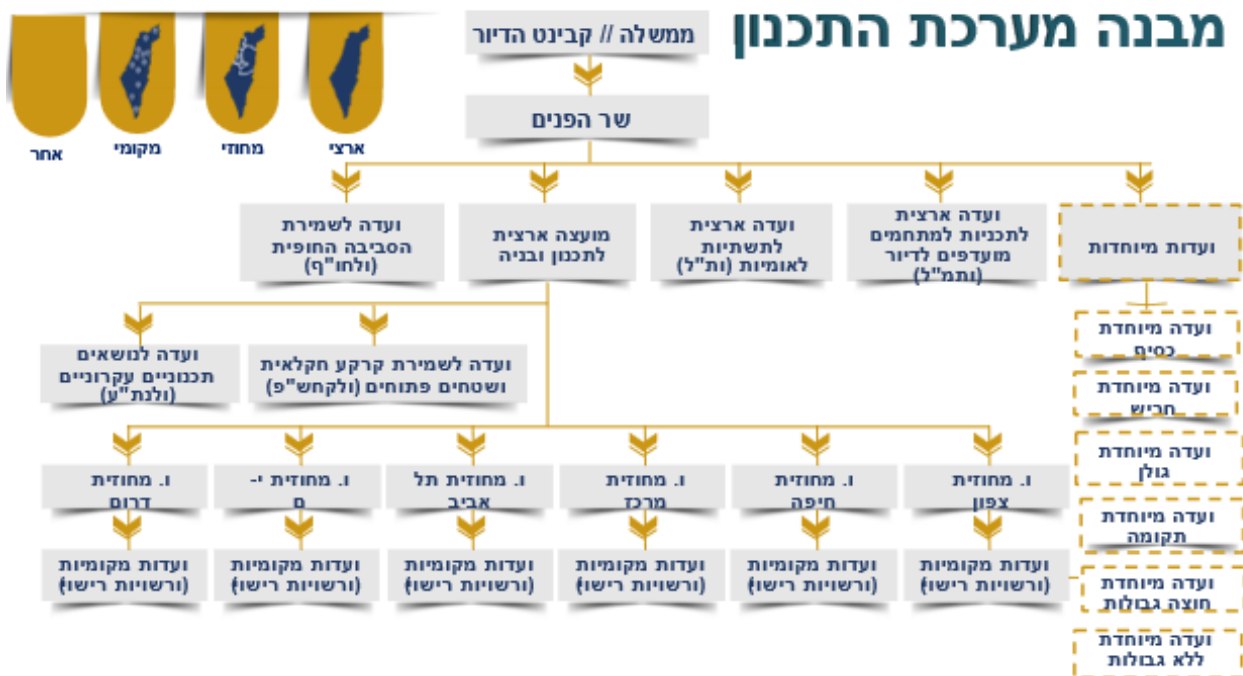 מבנה מערכת התכנון
ממשלה // קבינט הדיור
שר הפנים
ארצי
מחוזי
מקומי
אחר
ועדות מיוחדות
ועדה ארצית
לתכניות למתחמים
מועדפים לדיור
(ותמ"ל)
ועדה ארצית
לתשתיות
לאומיות (ות"ל)
מועצה ארצית
לתכנון ובניה
ועדה לשמירת
הסביבה החופית
(ולחו"ף)
ועדה לשמירת קרקע חקלאית
ושטחים פתוחים (ולקחש"פ)
ועדה לנושאים
תכנוניים עקרוניים
(ולנת"ע)
ועדה מיוחדת
כסיף
ועדה מיוחדת
חריש
ועדה מיוחדת
גולן
ועדה מיוחדת
תקומה
ועדה מיוחדת
חוצה גבולות
ועדה מיוחדת
ללא גבולות
ו. מחוזית
צפון
ו. מחוזית
חיפה
ו. מחוזית
מרכז
ו. מחוזית תל
אביב
ו. מחוזית י-
ם
ו. מחוזית
דרום
ועדות מקומיות
(ורשויות רישוי)
ועדות מקומיות
(ורשויות רישוי)
ועדות מקומיות
(ורשויות רישוי)
ועדות מקומיות
(ורשויות רישוי)
ועדות מקומיות
(ורשויות רישוי)
ועדות מקומיות
(ורשויות רישוי)